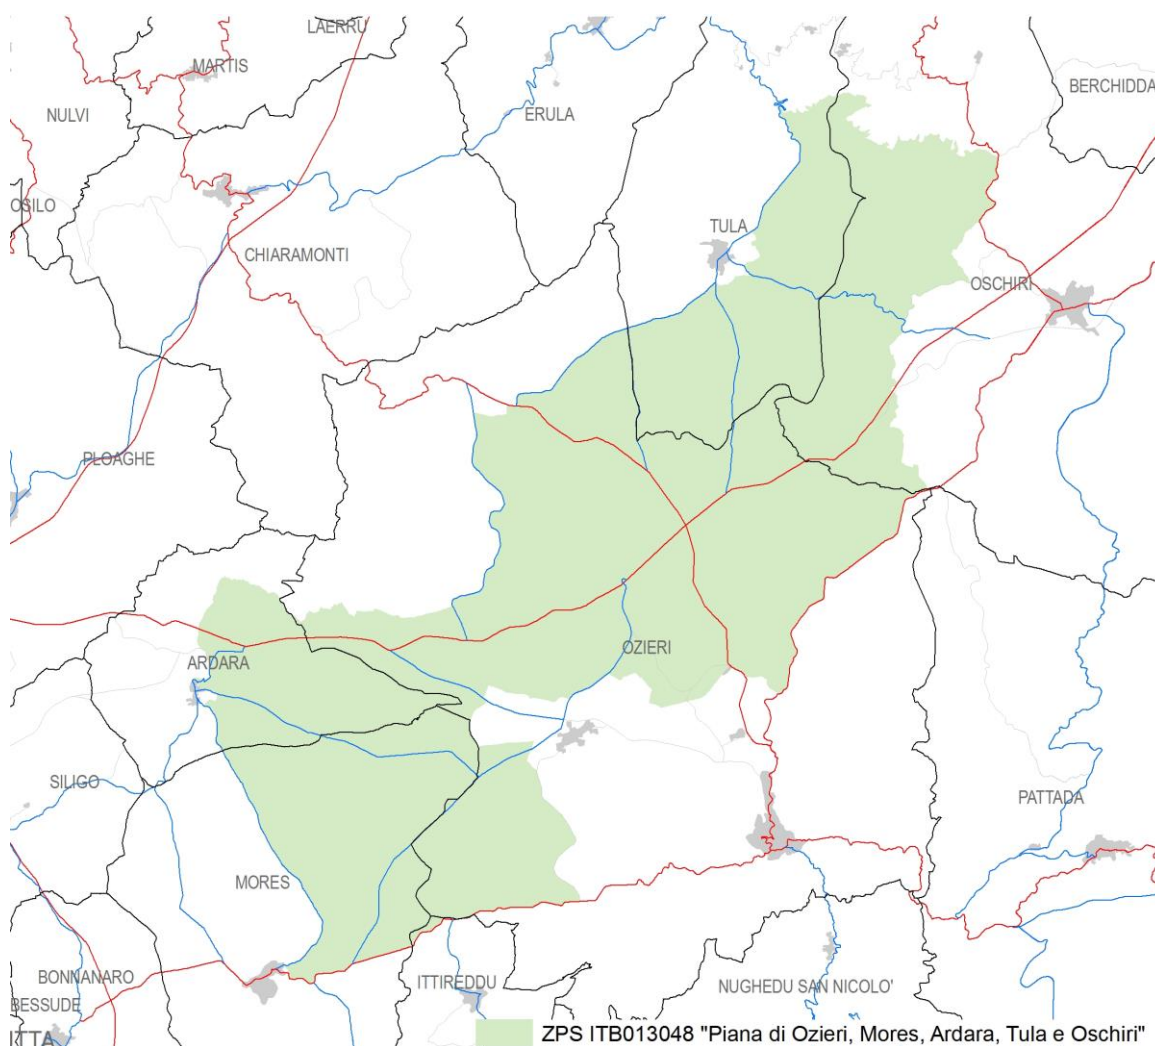 LAERRU
MARTIS
BERCHIDDA
NULVI
ERULA
OSILO
TULA
CHIARAMONTI
OSCHIRI
PLOAGHE
OZIERI
ARDARA
SILIGO
PATTADA
MORES
BONNANARO
ITTIREDDU
NUGHEDU SAN NICOLO'
BESSUDE
ITTA
ZPS ITB013048 "Piana di Ozieri, Mores, Ardara, Tula e Oschiri"